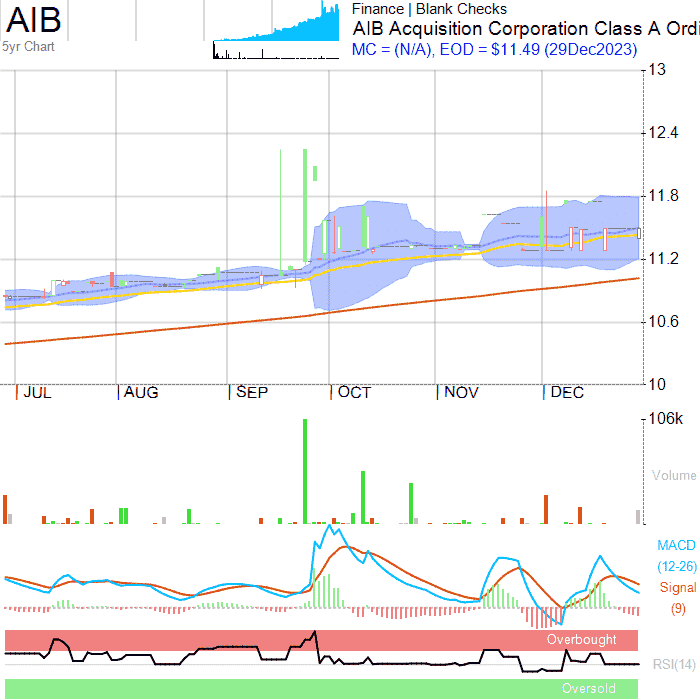 AIB
5yr Chart
Finance | Blank Checks
AIB Acquisition Corporation Class A Ordi
MC = (N/A), EOD = $11.49 (29Dec2023)
13
12.4
11.8
11.2
10.6
10
JUL AUG SEP OCT NOV DEC
106k
Volume
MACD
(12-26)
Signal
(9)
Overbought
RSI(14)
Oversold